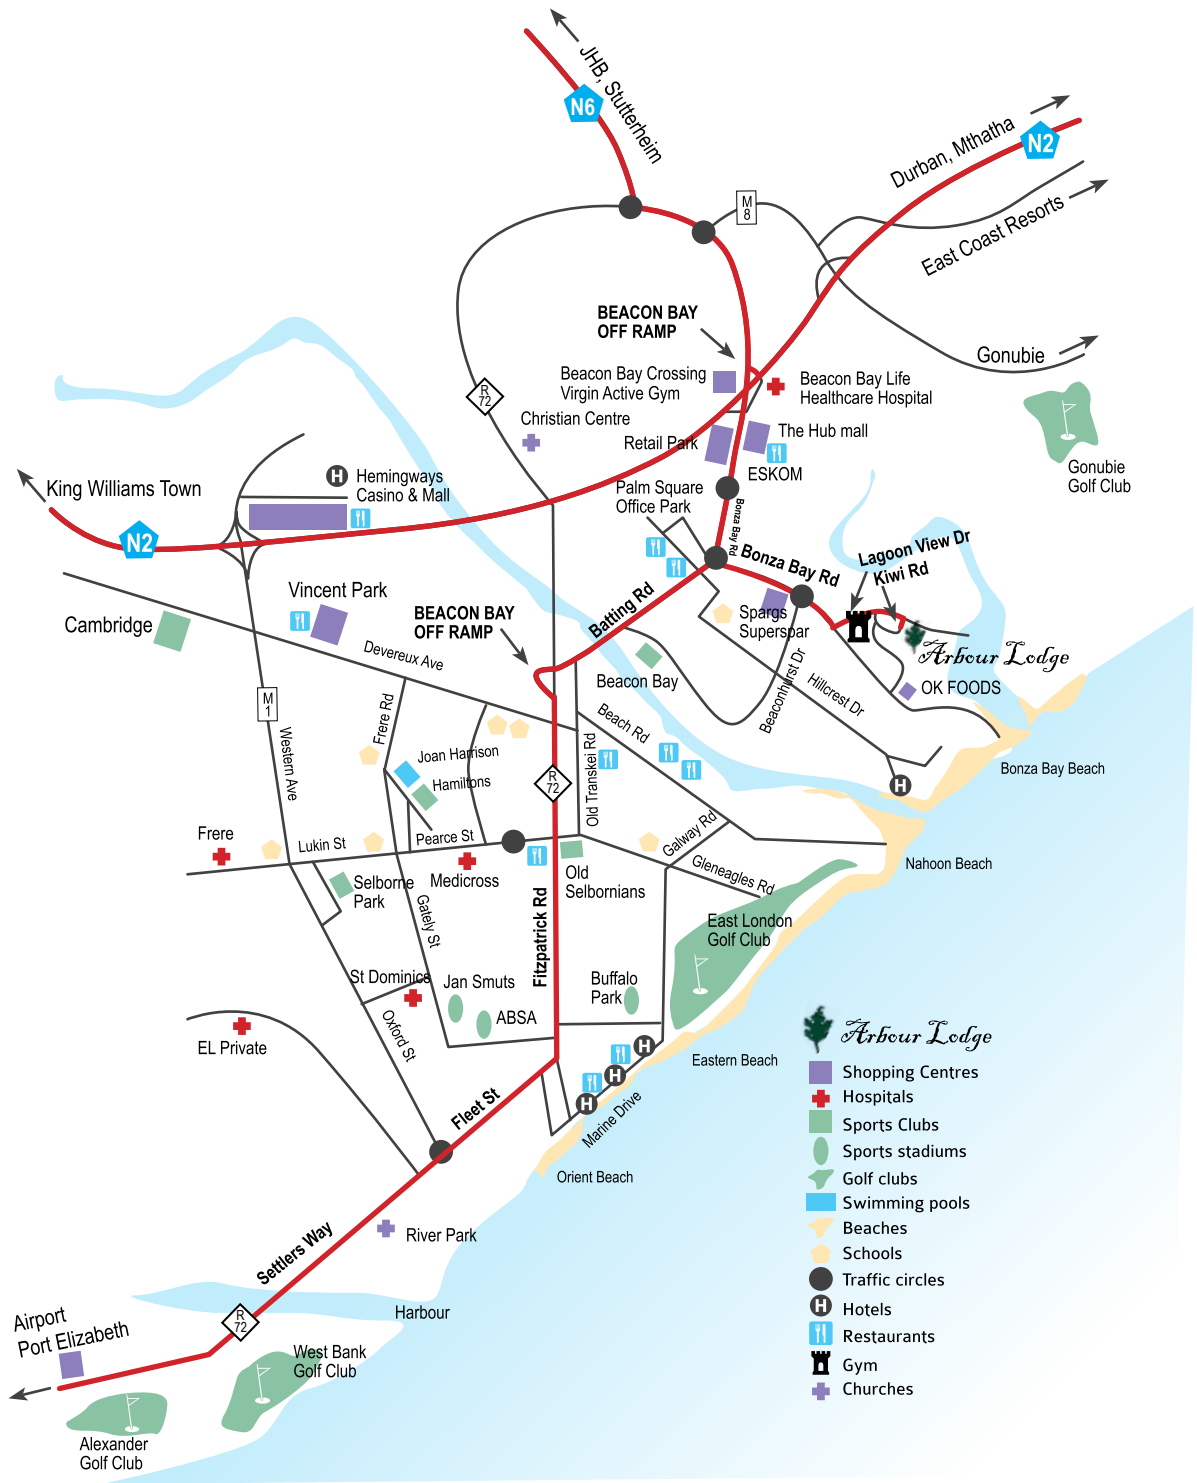 JHB, Stutterheim
N6
Durban, Mthatha
N2
East Coast Resorts
M
8
BEACON BAY
OFF RAMP
Gonubie
Beacon Bay Crossing
Virgin Active Gym
Beacon Bay Life
Healthcare Hospital
R
72
Christian Centre
Retail Park
The Hub mall
ESKOM
Gonubie
Golf Club
King Williams Town
H
Hemingways
Casino & Mall
Palm Square
Office Park
N2
Bonza Bay Rd
Bonza Bay Rd
Lagoon View Dr
Kiwi Rd
Vincent Park
Cambridge
BEACON BAY
OFF RAMP
Batting Rd
Spargs
Superspar
Arbour Lodge
Devereux Ave
Beacon Bay
Beaconhurst Dr
Hillcrest Dr
OK FOODS
M
1
Western Ave
Frere Rd
Joan Harrison
Hamiltons
Beach Rd
Old Transkei Rd
R
72
H
Bonza Bay Beach
Frere
Lukin St
Pearce St
Galway Rd
Gleneagles Rd
Nahoon Beach
Medicross
Old
Selbornians
Selborne
Park
Gately St
Fitzpatrick Rd
East London
Golf Club
St Dominics
Jan Smuts
ABSA
Buffalo
Park
EL Private
Oxford St
H
H
H
Eastern Beach
Marine Drive
Fleet St
Orient Beach
River Park
Settlers Way
Harbour
R
72
Airport
Port Elizabeth
West Bank
Golf Club
Alexander
Golf Club
Arbour Lodge
Shopping Centres
Hospitals
Sports Clubs
Sports stadiums
Golf clubs
Swimming pools
Beaches
Schools
Traffic circles
H
Hotels
Restaurants
Gym
Churches